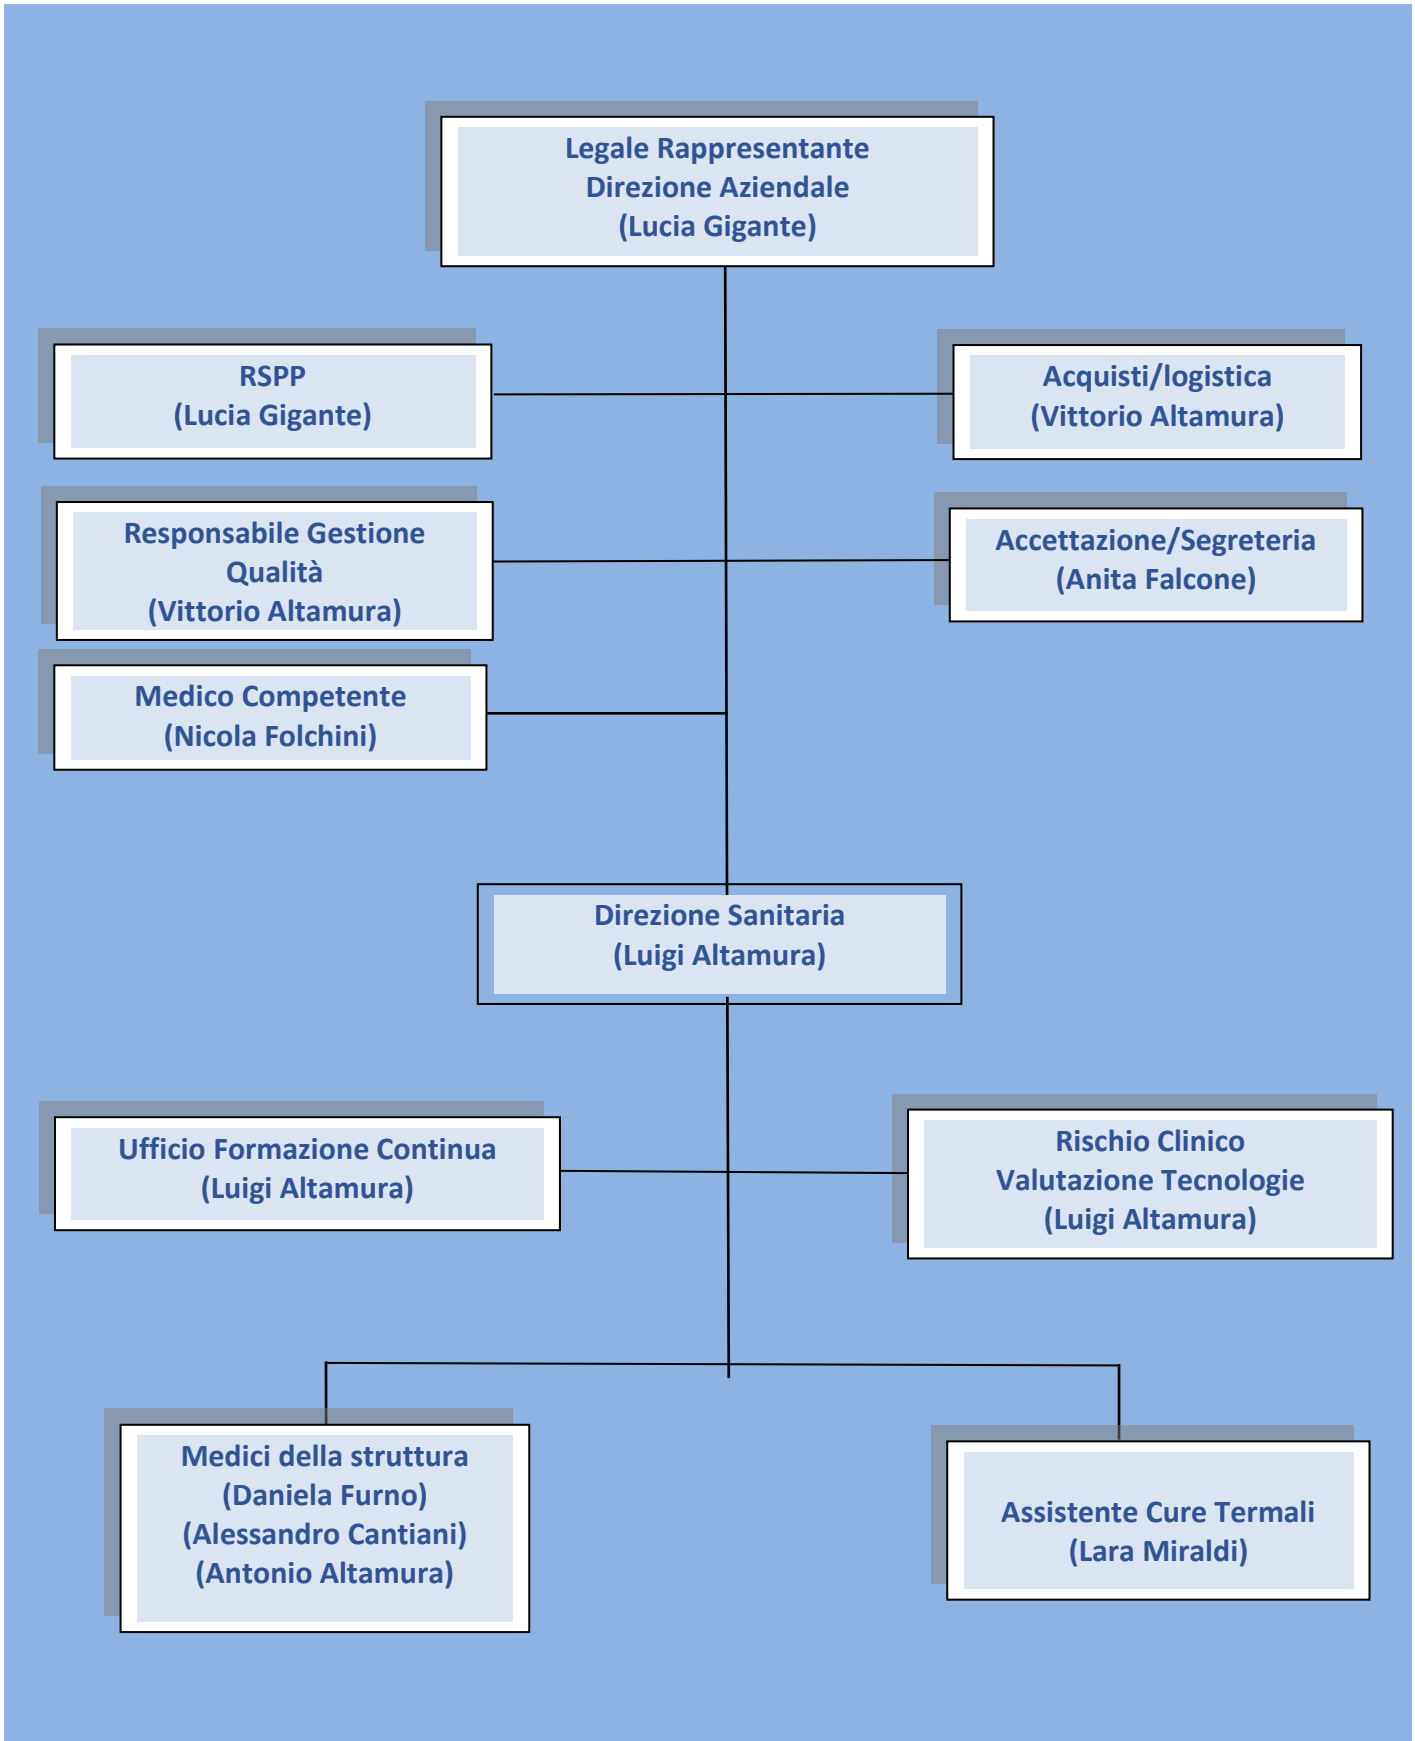 Legale Rappresentante
Direzione Aziendale
(Lucia Gigante)
RSPP
(Lucia Gigante)
Acquisti/logistica
(Vittorio Altamura)
Responsabile Gestione
Qualità
(Vittorio Altamura)
Accettazione/Segreteria
(Anita Falcone)
Medico Competente
(Nicola Folchini)
Direzione Sanitaria
(Luigi Altamura)
Ufficio Formazione Continua
(Luigi Altamura)
Rischio Clinico
Valutazione Tecnologie
(Luigi Altamura)
Medici della struttura
(Daniela Furno)
(Alessandro Cantiani)
(Antonio Altamura)
Assistente Cure Termali
(Lara Miraldi)